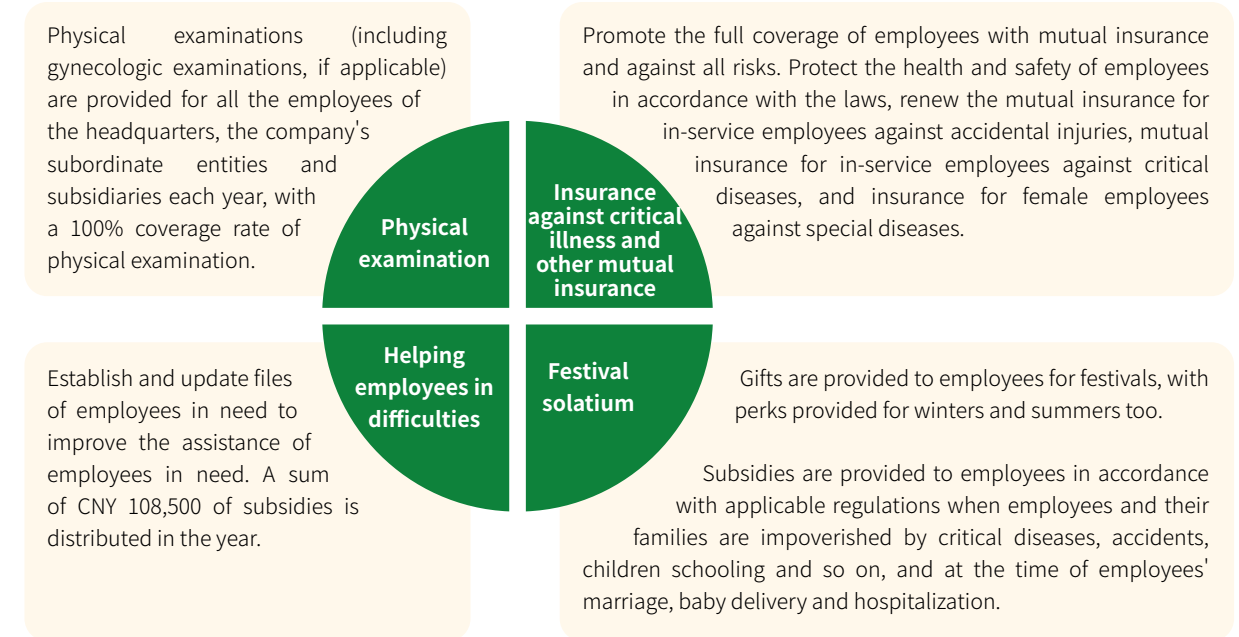 Physical examinations (including
gynecologic examinations, if applicable)
are provided for all the employees of
the headquarters, the company's
subordinate entities and
subsidiaries each year, with
a 100% coverage rate of
physical examination.
Physical
examination
Promote the full coverage of employees with mutual insurance
and against all risks. Protect the health and safety of employees
in accordance with the laws, renew the mutual insurance for
in-service employees against accidental injuries, mutual
insurance for in-service employees against critical
diseases, and insurance for female employees
against special diseases.
Insurance
against critical
illness and
other mutual
insurance
Establish and update files
of employees in need to
improve the assistance of
employees in need. A sum
of CNY 108,500 of subsidies is
distributed in the year.
Helping
employees in
difficulties
Festival
solatium
Gifts are provided to employees for festivals, with
perks provided for winters and summers too.
Subsidies are provided to employees in accordance
with applicable regulations when employees and their
families are impoverished by critical diseases, accidents,
children schooling and so on, and at the time of employees'
marriage, baby delivery and hospitalization.